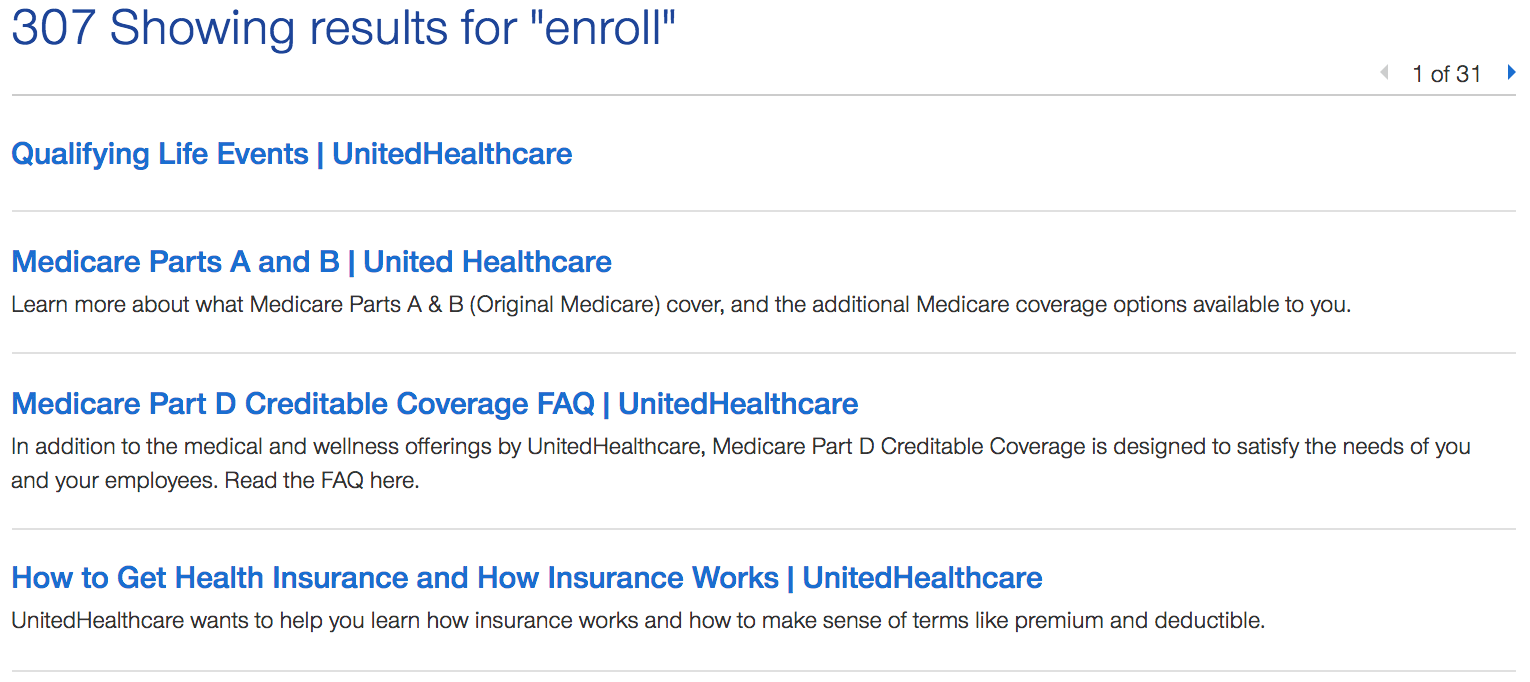 307 Showing results for "enroll"
1 of 31
Qualifying Life Events | UnitedHealthcare
Medicare Parts A and B | United Healthcare
Learn more about what Medicare Parts A & B (Original Medicare) cover, and the additional Medicare coverage options available to you.
Medicare Part D Creditable Coverage FAQ | UnitedHealthcare
In addition to the medical and wellness offerings by UnitedHealthcare, Medicare Part D Creditable Coverage is designed to satisfy the needs of you
and your employees. Read the FAQ here.
How to Get Health Insurance and How Insurance Works | UnitedHealthcare
UnitedHealthcare wants to help you learn how insurance works and how to make sense of terms like premium and deductible.